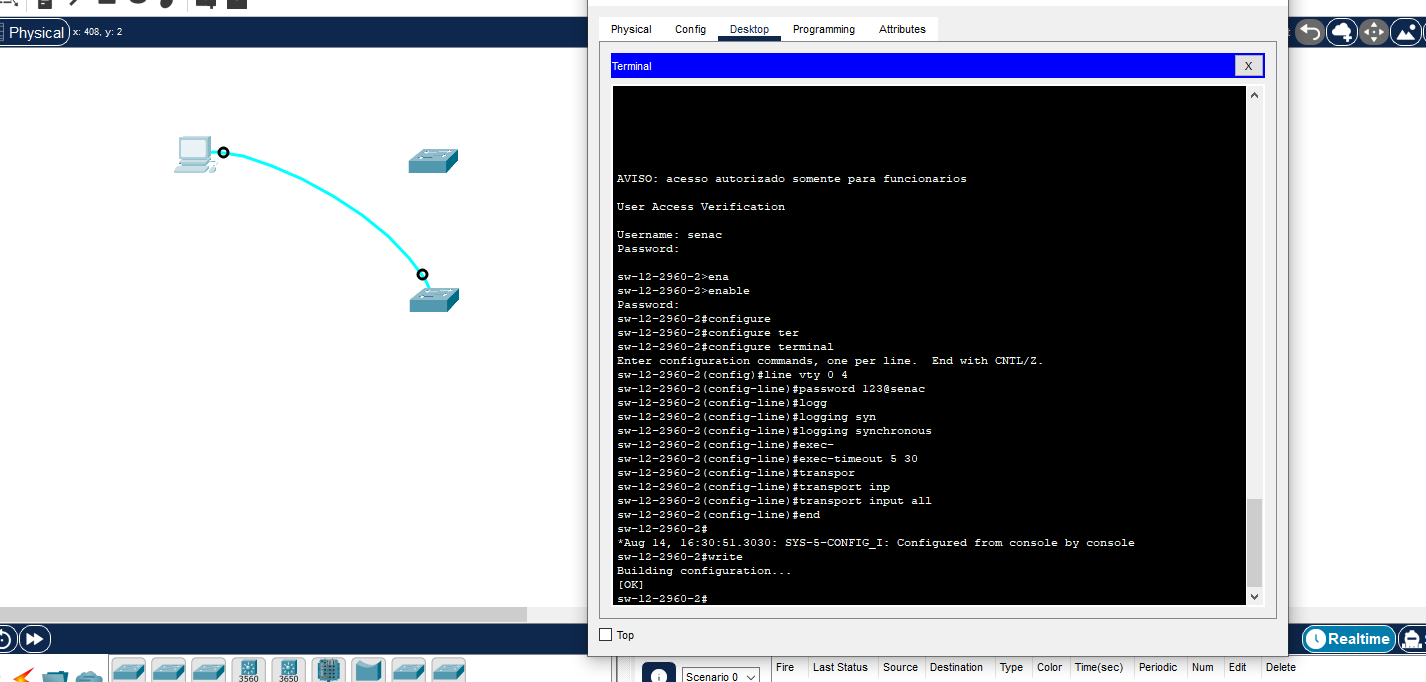 Physical x: 408, y: 2
Physical Config Desktop Programming Attributes
Terminal X
AVISO: acesso autorizado somente para funcionarios
User Access Verification
Username: senac
Password:
sw-12-2960-2>ena
sw-12-2960-2>enable
Password:
sw-12-2960-2#configure
sw-12-2960-2#configure ter
sw-12-2960-2#configure terminal
Enter configuration commands, one per line.  End with CNTL/Z.
sw-12-2960-2(config)#line vty 0 4
sw-12-2960-2(config-line)#password 123@senac
sw-12-2960-2(config-line)#logg
sw-12-2960-2(config-line)#logging syn
sw-12-2960-2(config-line)#logging synchronous
sw-12-2960-2(config-line)#exec-
sw-12-2960-2(config-line)#exec-timeout 5 30
sw-12-2960-2(config-line)#transpor
sw-12-2960-2(config-line)#transport inp
sw-12-2960-2(config-line)#transport input all
sw-12-2960-2(config-line)#end
sw-12-2960-2#
*Aug 14, 16:30:51.3030: SYS-5-CONFIG_I: Configured from console by console
sw-12-2960-2#write
Building configuration...
[OK]
sw-12-2960-2#
Top
Realtime
3560 3650
Scenario 0
Fire Last Status Source Destination Type Color Time(sec) Periodic Num Edit Delete